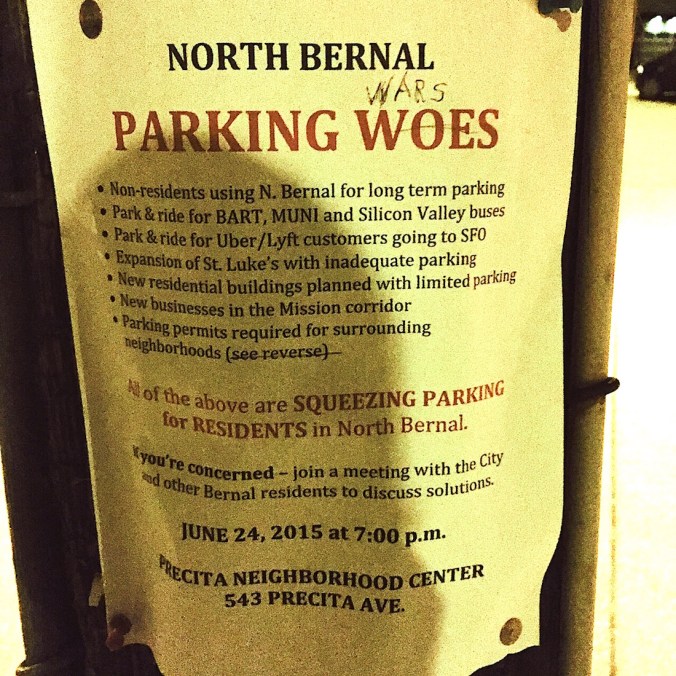 NORTH BERNAL
WARS
PARKING WOES
• Non-residents using N. Bernal for long term parking
• Park & ride for BART, MUNI and Silicon Valley buses
• Park & ride for Uber/Lyft customers going to SFO
• Expansion of St. Luke's with inadequate parking
• New residential buildings planned with limited parking
• New businesses in the Mission corridor
• Parking permits required for surrounding
neighborhoods (see reverse)
All of the above are SQUEEZING PARKING
for RESIDENTS in North Bernal.
If you're concerned – join a meeting with the City
and other Bernal residents to discuss solutions.
JUNE 24, 2015 at 7:00 p.m.
PRECITA NEIGHBORHOOD CENTER
543 PRECITA AVE.